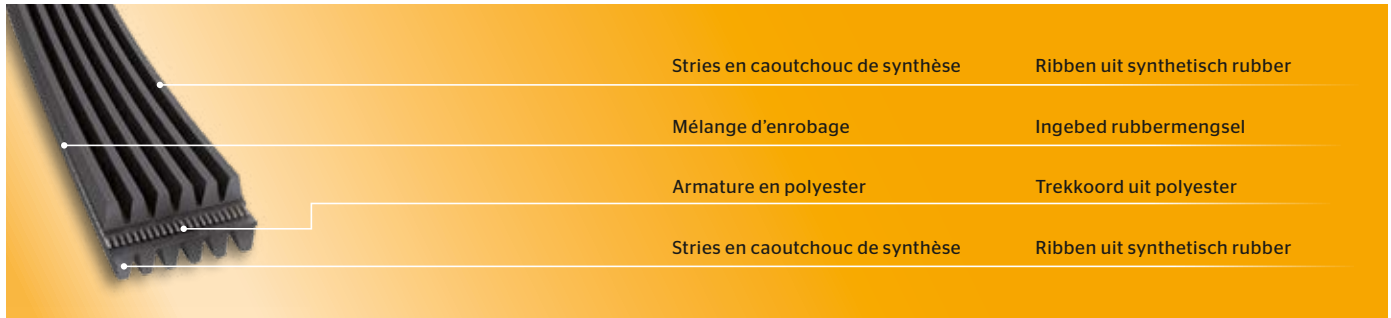 Stries en caoutchouc de synthèse Ribben uit synthetisch rubber
Mélange d'enrobage Ingebed rubbermengsel
Armature en polyester Trekkoord uit polyester
Stries en caoutchouc de synthèse Ribben uit synthetisch rubber